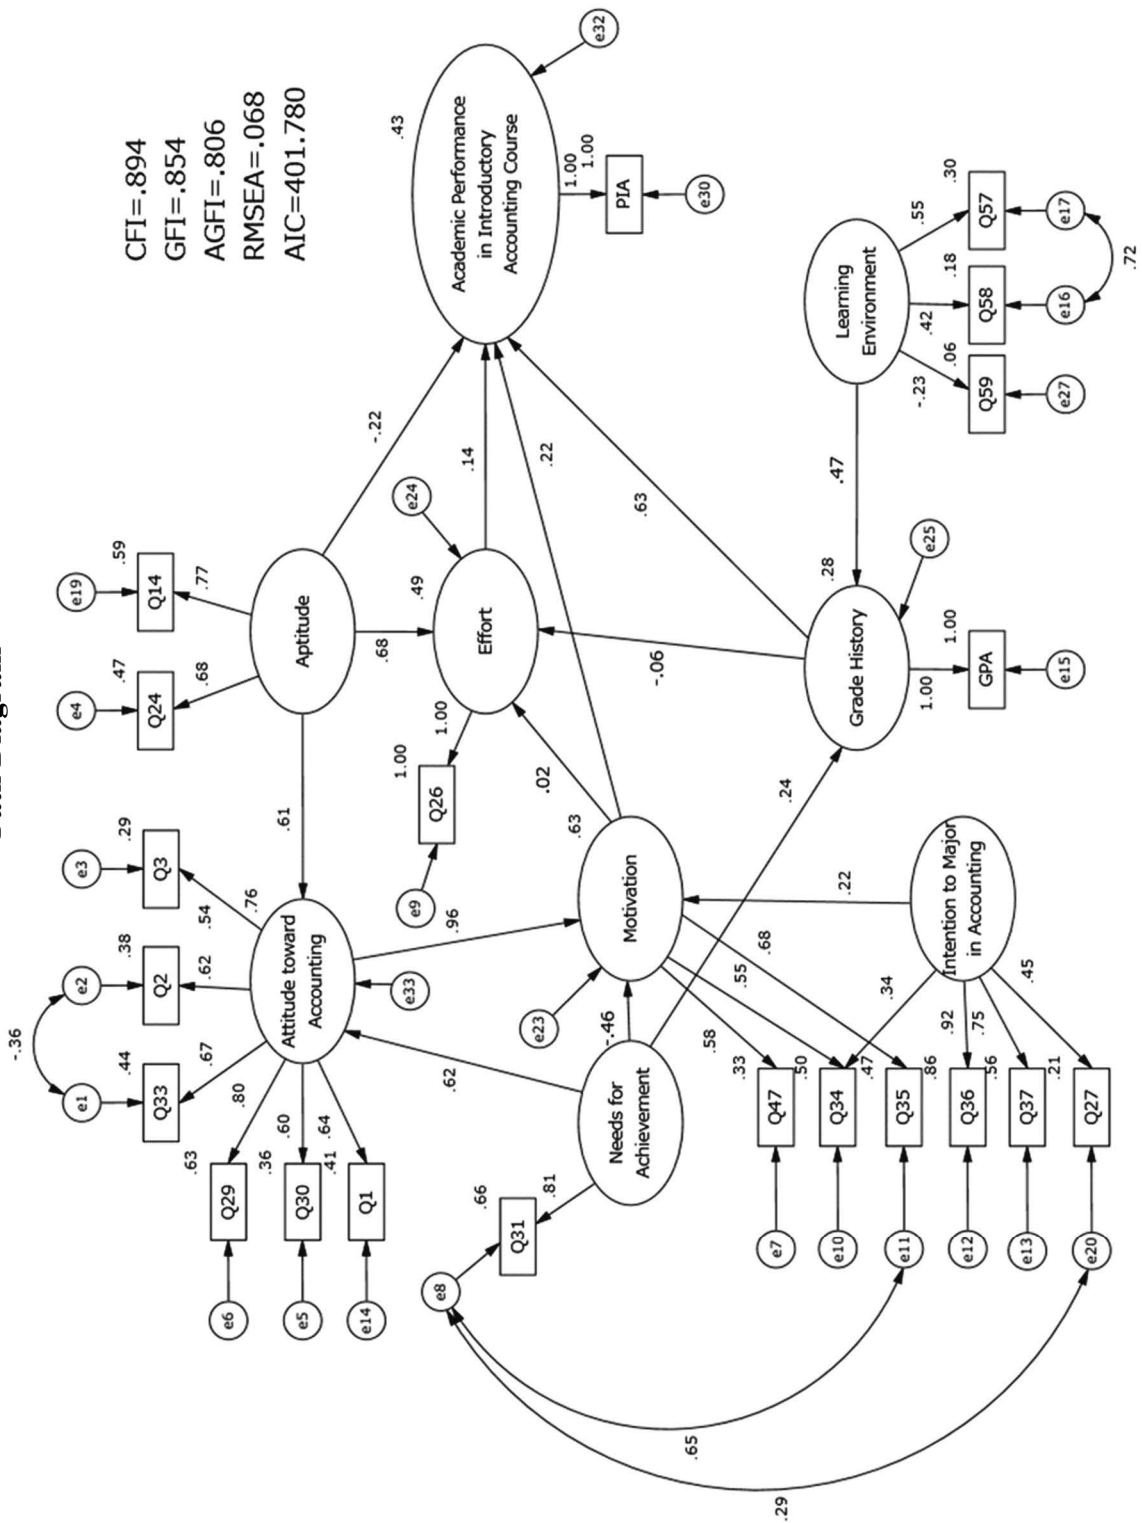 -.36
e1 e2 e3 e4 e19
.44 .38 .29 .47 .59
CFI=.894
Q33 Q2 Q3 Q24 Q14
GFI=.854
.63 .67 .62 .54 .68 .77
AGFI=.806
e6 Q29 .80 .76
RMSEA=.068
.36 .60 .61
AIC=401.780
Attitude toward
Accounting
e5 Q30
Aptitude
.41 .64
e14 Q1
.68 -.22
e33 e9 1.00 .49 e24 .43
Q26 1.00
e8 .62 .96 .14
Academic Performance
in Introductory
Accounting Course
.66 Effort
Q31
e23 .02 .22
.81
1.00
1.00
e32
.63
-.46
Needs for
Achievement
Motivation
PIA
.63
-.06
.65 .58 e30
.33 .55 .68
e7 Q47
.29 .24
.50 .28 .47
e10 Q34
Learning
Environment
.22
Grade History
.47 .34
e11 Q35
-.23 .42 .55
.86 .92 1.00 e25
.06 .18 .30
1.00
Intention to Major
in Accounting
e12 Q36
.75
GPA Q59 Q58 Q57
.56
e13 Q37
.45
.21
e15 e27 e16 e17
e20 Q27
.72